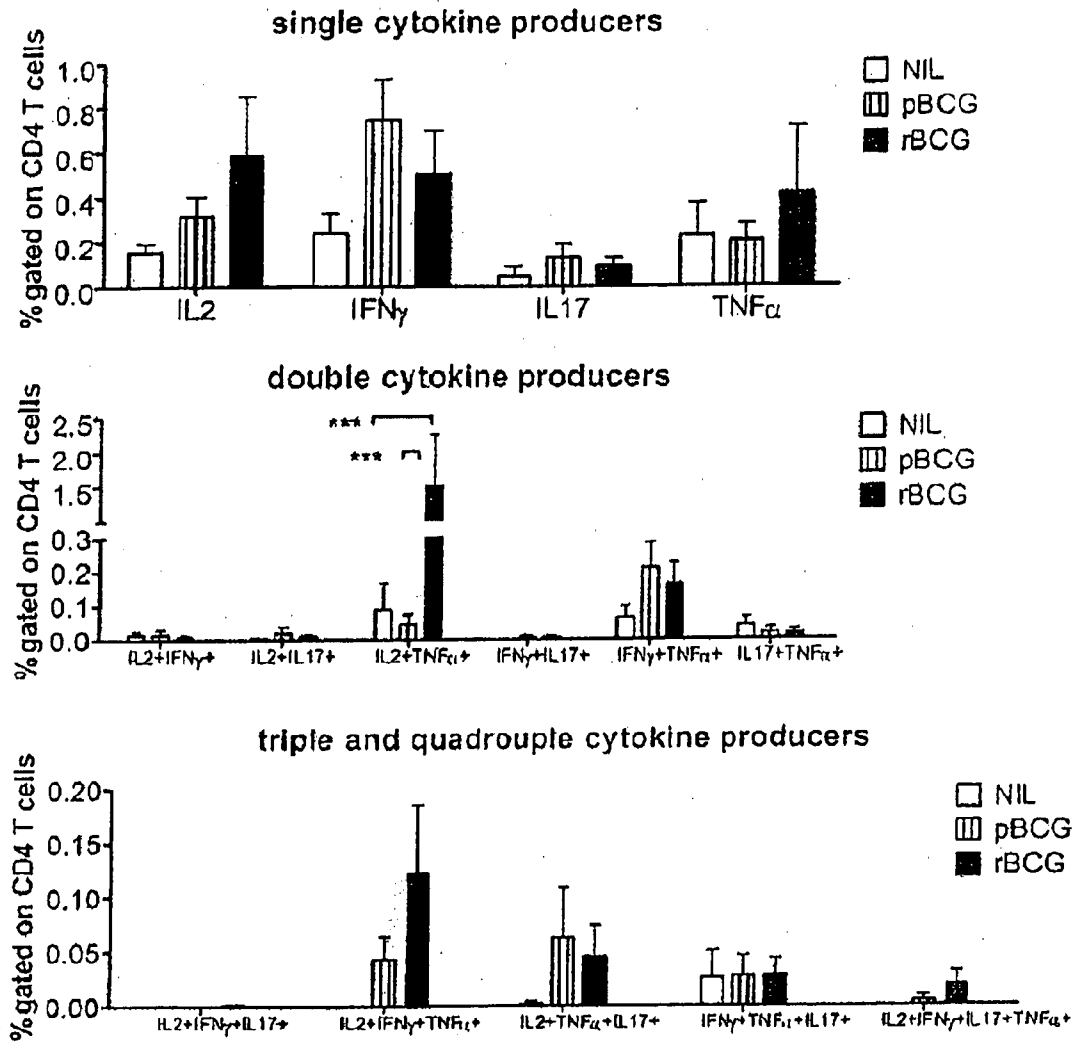 single cytokine producers
%gated on CD4 T cells
1.0
0.8
0.6
0.4
0.2
0.0
IL2 IFNγ IL17 TNFα
NIL
pBCG
rBCG
double cytokine producers
%gated on CD4 T cells
2.5
2.0
1.5
0.3
0.2
0.1
0.0
***
***
IL2+IFNγ+ IL2+IL17+ IL2+TNFα+ IFNγ+IL17+ IFNγ+TNFα+ IL17+TNFα+
NIL
pBCG
rBCG
triple and quadrouple cytokine producers
%gated on CD4 T cells
0.20
0.15
0.10
0.05
0.00
IL2+IFNγ+IL17+ IL2+IFNγ+TNFα+ IL2+TNFα+IL17+ IFNγ+TNFα+IL17+ IL2+IFNγ+IL17+TNFα+
NIL
pBCG
rBCG